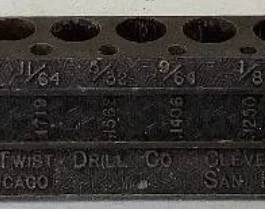 11/64 5/32 9/64 1/8
.1719 .1562 .1406 .1250
TWIST DRILL CO CLEVE
CAGO SAN